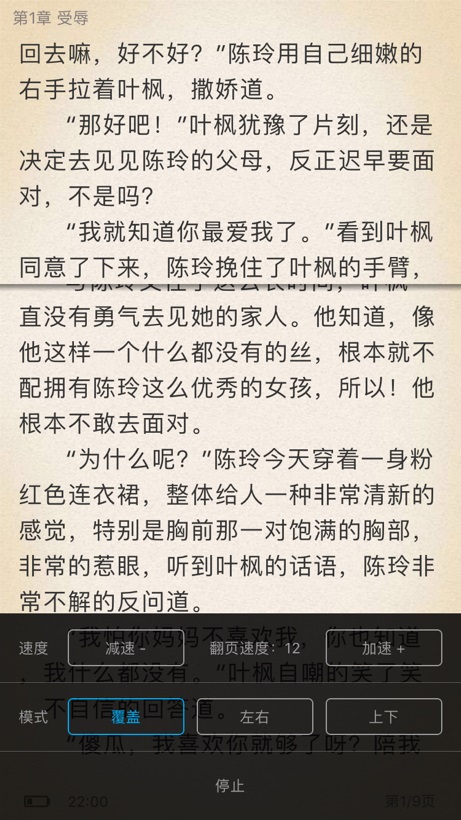 第1章 受辱
回去嘛，好不好？”陈玲用自己细嫩的
右手拉着叶枫，撒娇道。
“那好吧！”叶枫犹豫了片刻，还是
决定去见见陈玲的父母，反正迟早要面
对，不是吗？
“我就知道你最爱我了。”看到叶枫
同意了下来，陈玲挽住了叶枫的手臂，
直没有勇气去见她的家人。他知道，像
他这样一个什么都没有的丝，根本就不
配拥有陈玲这么优秀的女孩，所以！他
根本不敢去面对。
“为什么呢？”陈玲今天穿着一身粉
红色连衣裙，整体给人一种非常清新的
感觉，特别是胸前那一对饱满的胸部，
非常的惹眼，听到叶枫的话语，陈玲非
常不解的反问道。
“我怕你妈妈不喜欢我，你也知道
速度 减速 - 翻页速度：12 加速 +
，我什么都没有。“叶枫自嘲的笑了笑
不自信的回答道。
模式 覆盖 左右 上下
“傻瓜，我喜欢你就够了呀？陪我
停止
22:00 第1/9页